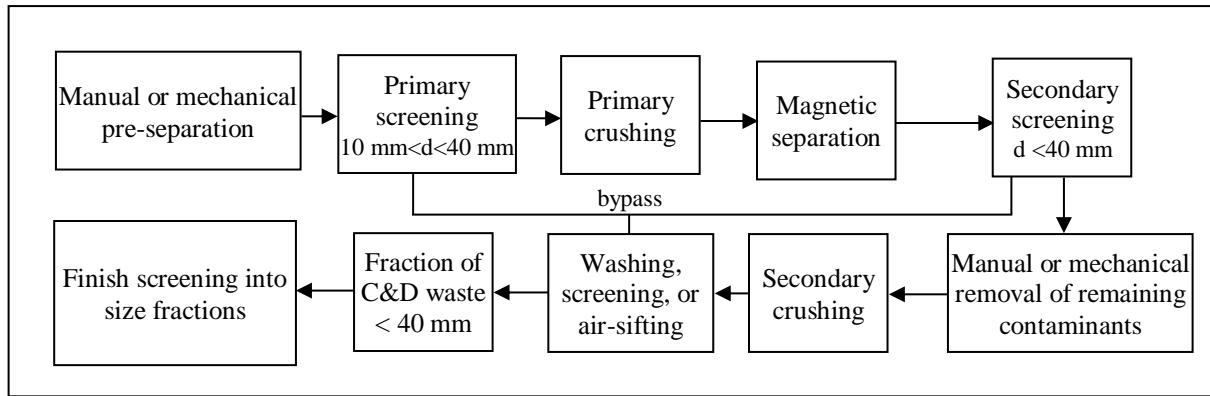 Manual or mechanical
pre-separation
Primary
screening
10 mm<d<40 mm
Primary
crushing
Magnetic
separation
Secondary
screening
d <40 mm
bypass
Manual or mechanical
removal of remaining
contaminants
Secondary
crushing
Washing,
screening, or
air-sifting
Fraction of
C&D waste
< 40 mm
Finish screening into
size fractions